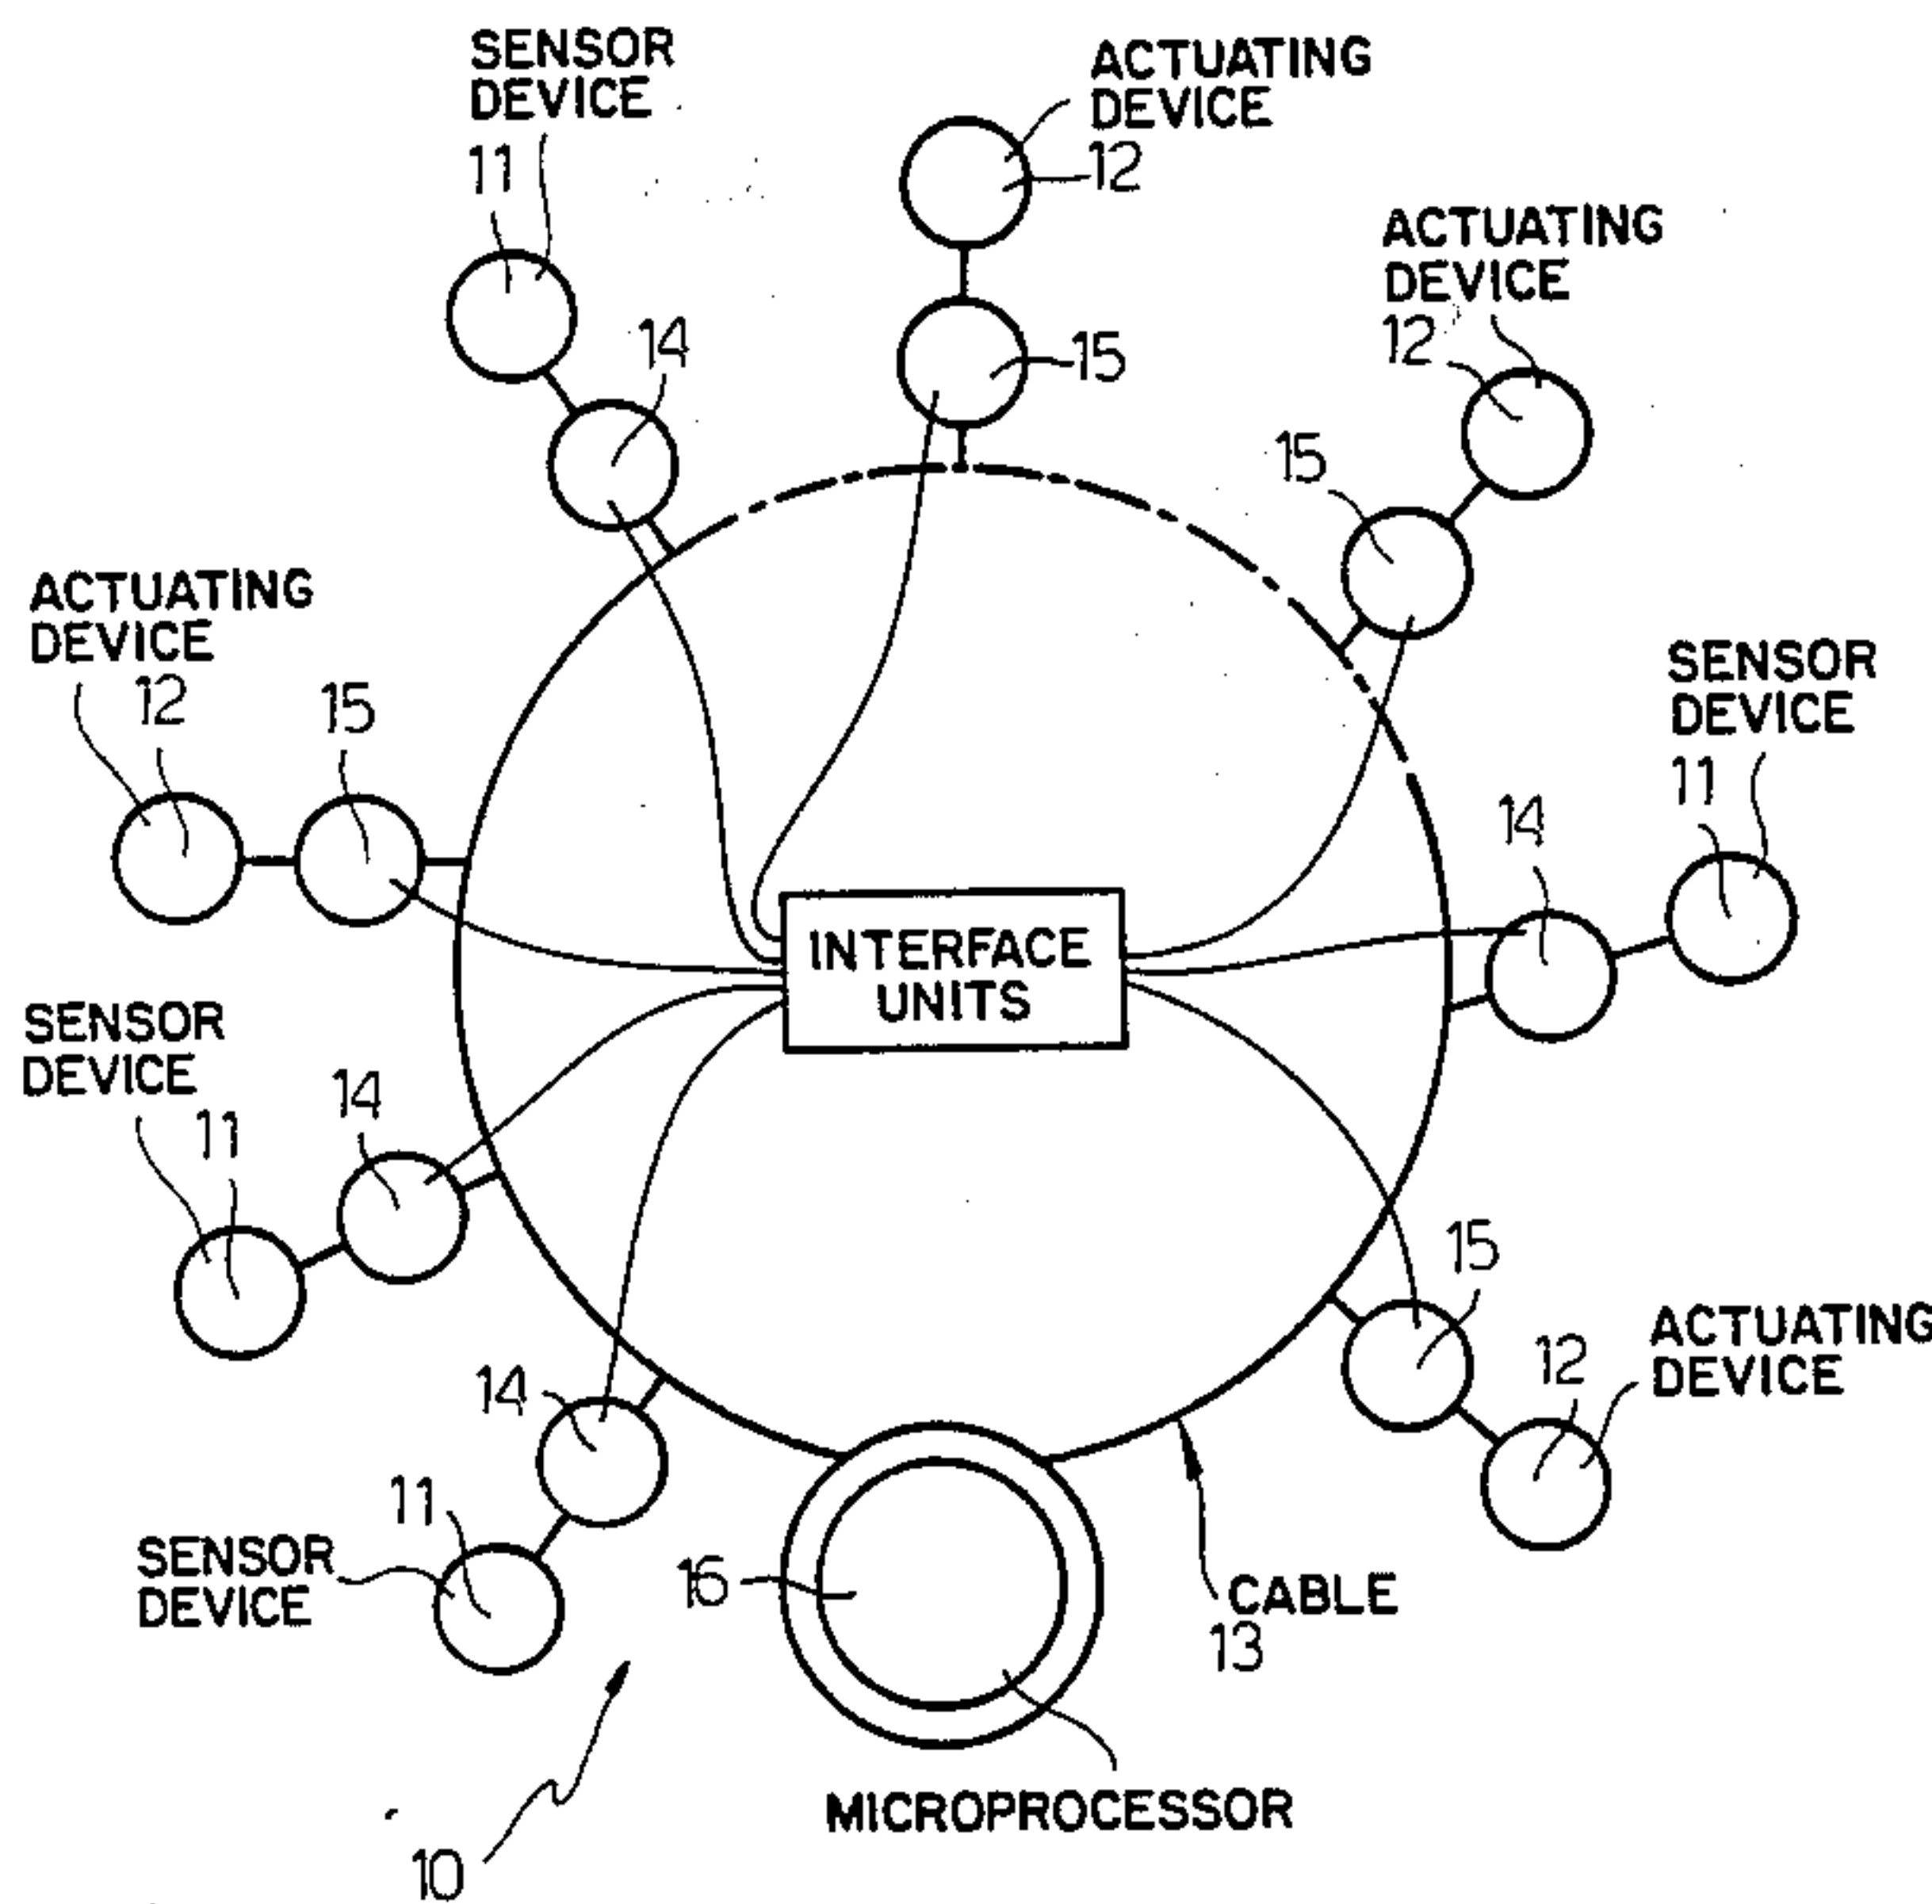 SENSOR
DEVICE
11
ACTUATING
DEVICE
12
ACTUATING
DEVICE
12
14
15
15
ACTUATING
DEVICE
12
15
SENSOR
DEVICE
11
14
INTERFACE
UNITS
SENSOR
DEVICE
11
14
15
ACTUATING
DEVICE
12
14
11
SENSOR
DEVICE
16
CABLE
13
MICROPROCESSOR
10